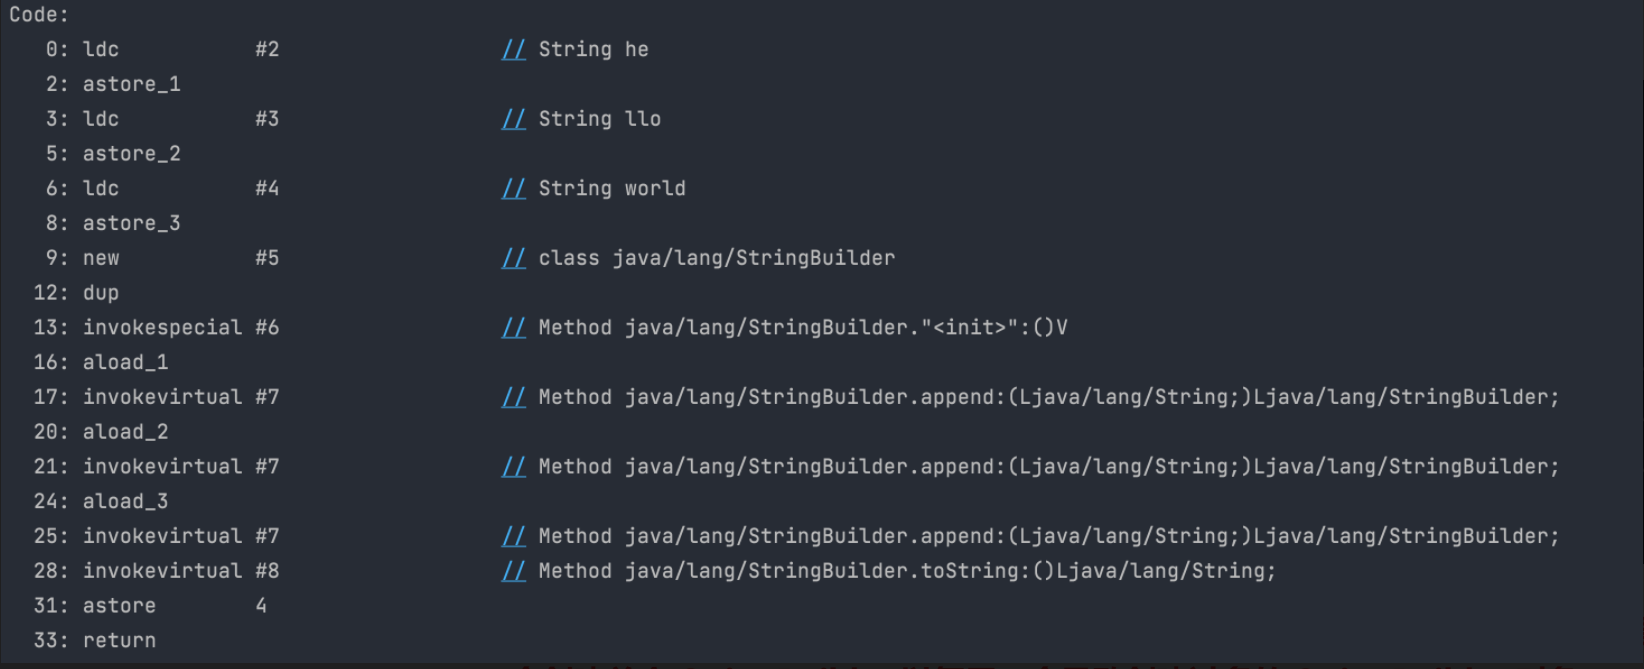 Code:
   0: ldc           #2                  // String he
   2: astore_1
   3: ldc           #3                  // String llo
   5: astore_2
   6: ldc           #4                  // String world
   8: astore_3
   9: new           #5                  // class java/lang/StringBuilder
  12: dup
  13: invokespecial #6                  // Method java/lang/StringBuilder."<init>":()V
  16: aload_1
  17: invokevirtual #7                  // Method java/lang/StringBuilder.append:(Ljava/lang/String;)Ljava/lang/StringBuilder;
  20: aload_2
  21: invokevirtual #7                  // Method java/lang/StringBuilder.append:(Ljava/lang/String;)Ljava/lang/StringBuilder;
  24: aload_3
  25: invokevirtual #7                  // Method java/lang/StringBuilder.append:(Ljava/lang/String;)Ljava/lang/StringBuilder;
  28: invokevirtual #8                  // Method java/lang/StringBuilder.toString:()Ljava/lang/String;
  31: astore        4
  33: return